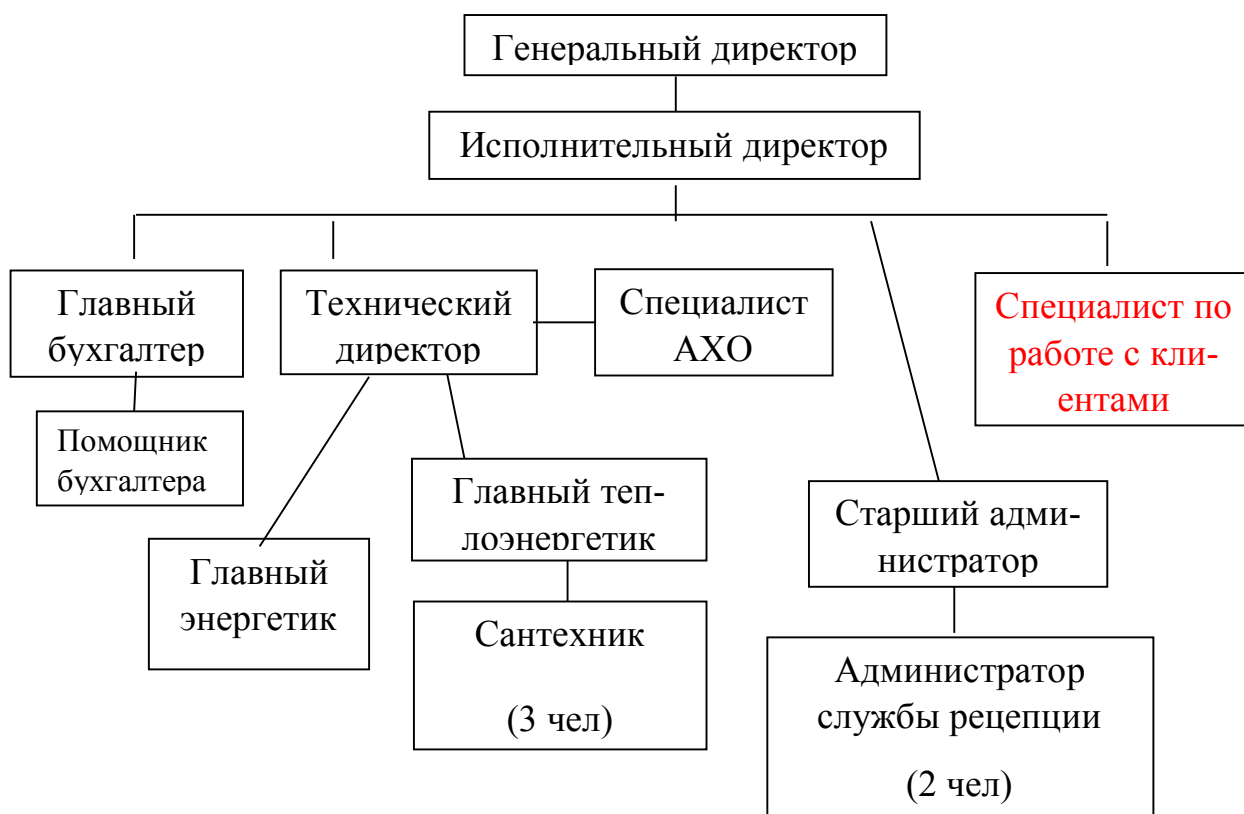 Генеральный директор
Исполнительный директор
Главный
бухгалтер
Технический
директор
Специалист
АХО
Специалист по
работе с кли-
ентами
Помощник
бухгалтера
Главный теп-
лоэнергетик
Старший адми-
нистратор
Главный
энергетик
Сантехник
(3 чел)
Администратор
службы рецепции
(2 чел)